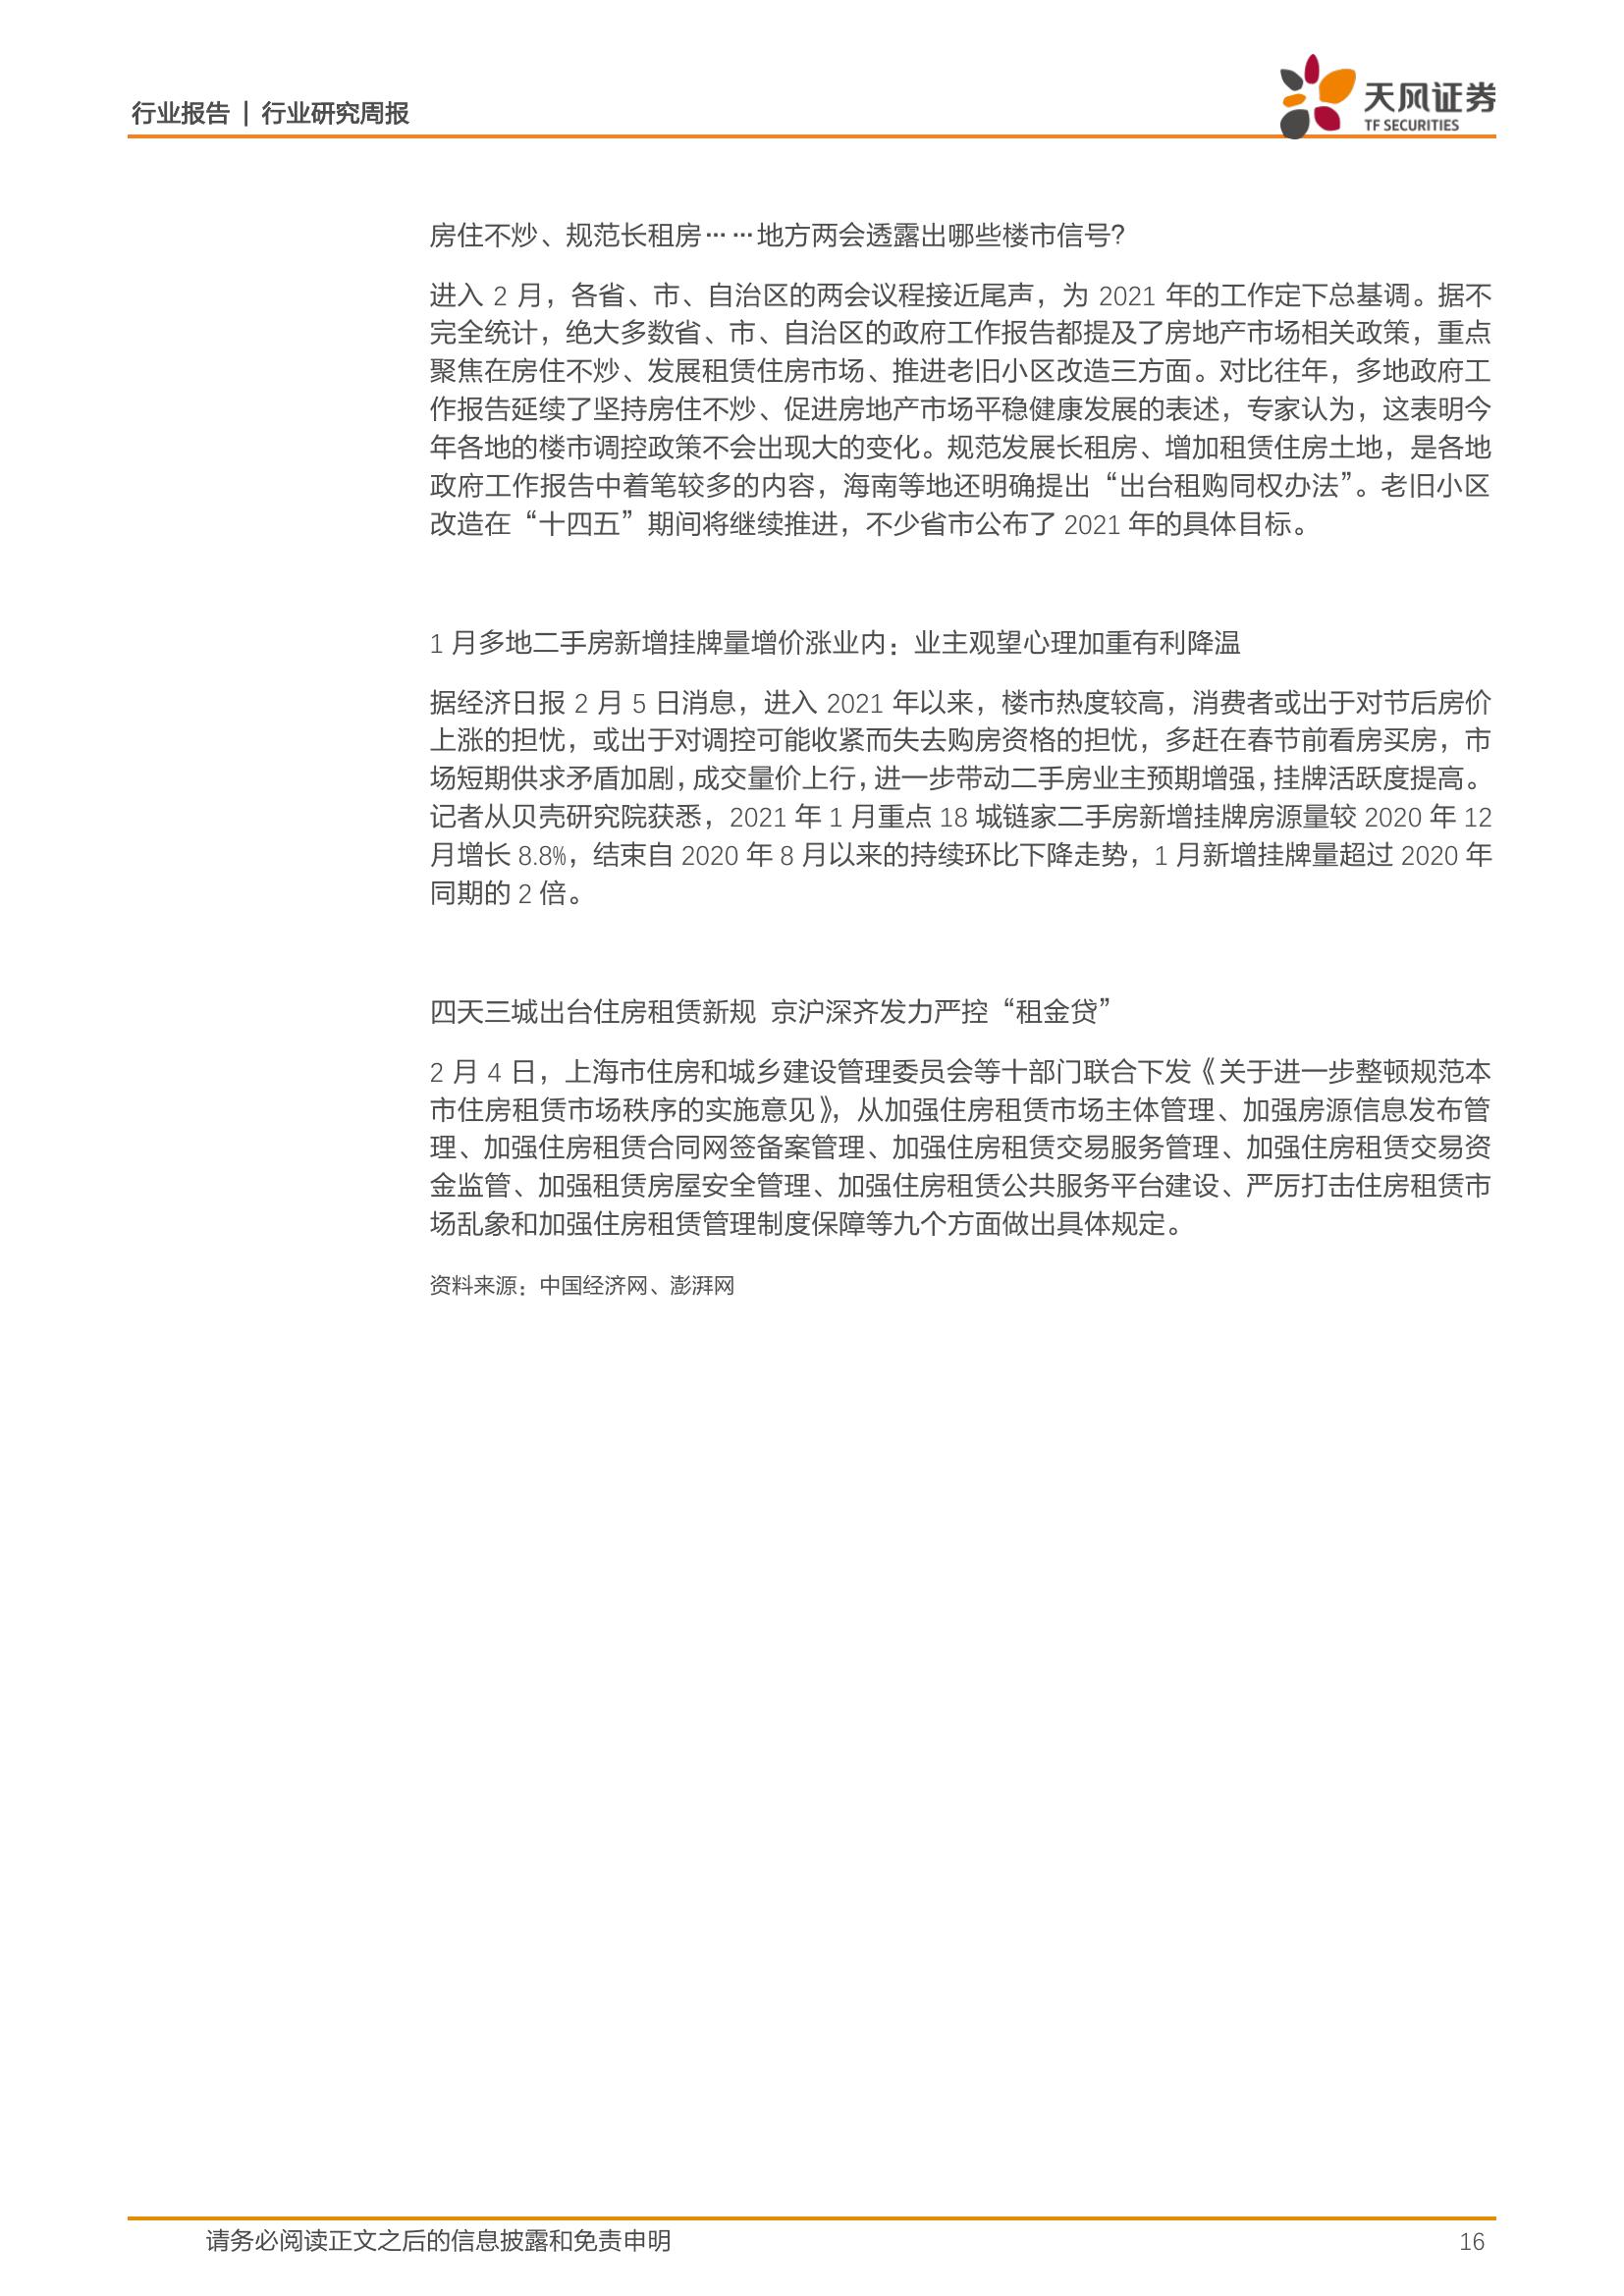 行业报告 | 行业研究周报
天风证券
TF SECURITIES
房住不炒、规范长租房……地方两会透露出哪些楼市信号？
进入 2 月，各省、市、自治区的两会议程接近尾声，为 2021 年的工作定下总基调。据不
完全统计，绝大多数省、市、自治区的政府工作报告都提及了房地产市场相关政策，重点
聚焦在房住不炒、发展租赁住房市场、推进老旧小区改造三方面。对比往年，多地政府工
作报告延续了坚持房住不炒、促进房地产市场平稳健康发展的表述，专家认为，这表明今
年各地的楼市调控政策不会出现大的变化。规范发展长租房、增加租赁住房土地，是各地
政府工作报告中着笔较多的内容，海南等地还明确提出“出台租购同权办法”。老旧小区
改造在“十四五”期间将继续推进，不少省市公布了 2021 年的具体目标。
1 月多地二手房新增挂牌量增价涨业内：业主观望心理加重有利降温
据经济日报 2 月 5 日消息，进入 2021 年以来，楼市热度较高，消费者或出于对节后房价
上涨的担忧，或出于对调控可能收紧而失去购房资格的担忧，多赶在春节前看房买房，市
场短期供求矛盾加剧，成交量价上行，进一步带动二手房业主预期增强，挂牌活跃度提高。
记者从贝壳研究院获悉，2021 年 1 月重点 18 城链家二手房新增挂牌房源量较 2020 年 12
月增长 8.8%，结束自 2020 年 8 月以来的持续环比下降走势，1 月新增挂牌量超过 2020 年
同期的 2 倍。
四天三城出台住房租赁新规 京沪深齐发力严控“租金贷”
2 月 4 日，上海市住房和城乡建设管理委员会等十部门联合下发《关于进一步整顿规范本
市住房租赁市场秩序的实施意见》，从加强住房租赁市场主体管理、加强房源信息发布管
理、加强住房租赁合同网签备案管理、加强住房租赁交易服务管理、加强住房租赁交易资
金监管、加强租赁房屋安全管理、加强住房租赁公共服务平台建设、严厉打击住房租赁市
场乱象和加强住房租赁管理制度保障等九个方面做出具体规定。
资料来源：中国经济网、澎湃网
请务必阅读正文之后的信息披露和免责申明
16